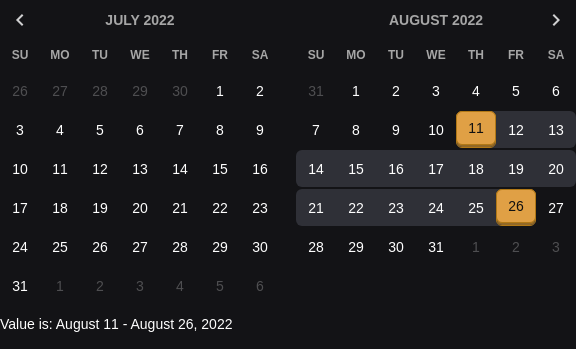 JULY 2022
SU MO TU WE TH FR SA
26 27 28 29 30 1 2
3 4 5 6 7 8 9
10 11 12 13 14 15 16
17 18 19 20 21 22 23
24 25 26 27 28 29 30
31 1 2 3 4 5 6
AUGUST 2022
SU MO TU WE TH FR SA
31 1 2 3 4 5 6
7 8 9 10 11 12 13
14 15 16 17 18 19 20
21 22 23 24 25 26 27
28 29 30 31 1 2 3
Value is: August 11 - August 26, 2022